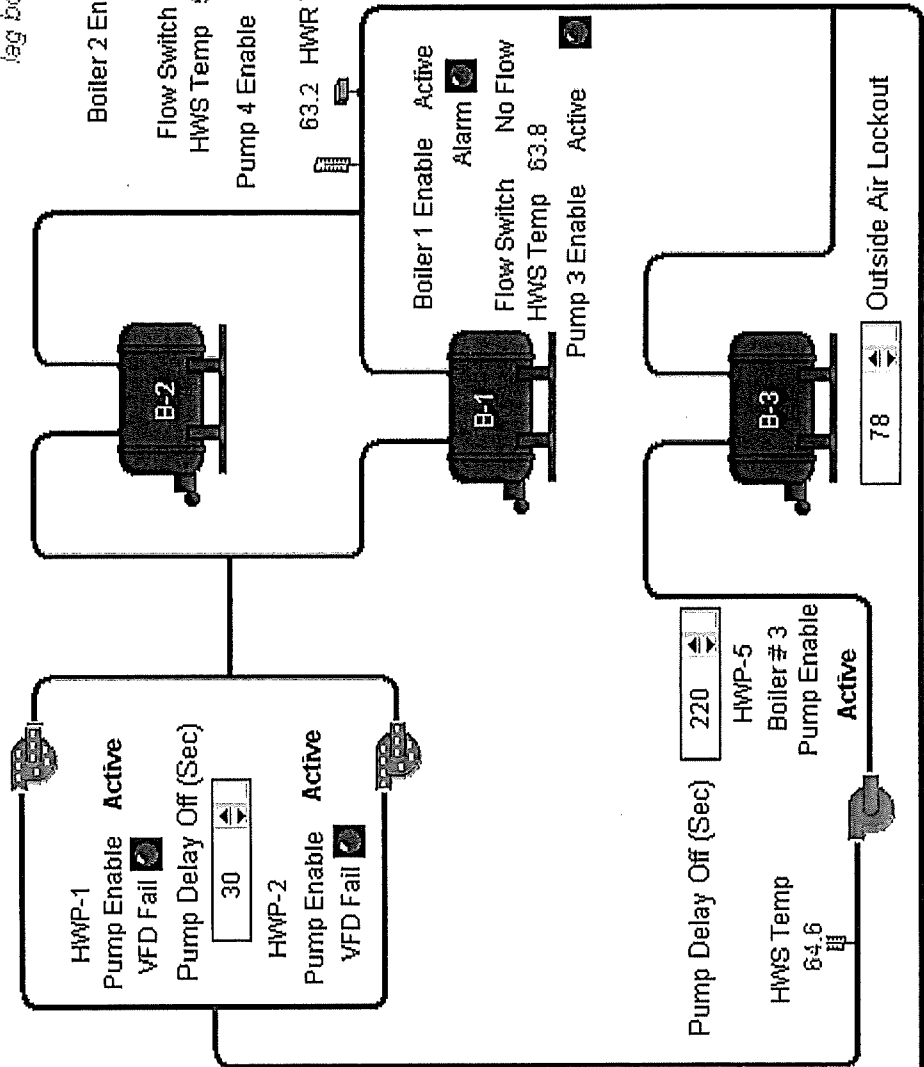 lag bo
Boiler 2 En
Flow Switch
HWS Temp
Pump 4 Enable
63.2 HWR
B-2
HWP-1
Pump Enable Active
VFD Fail
Pump Delay Off (Sec)
30
HWP-2
Pump Enable Active
VFD Fail
Boiler 1 Enable Active
Alarm
Flow Switch No Flow
HWS Temp 63.8
Pump 3 Enable Active
B-1
Pump Delay Off (Sec) 220
HWP-5
Boiler # 3
Pump Enable
Active
HWS Temp
64.6
B-3
78 Outside Air Lockout